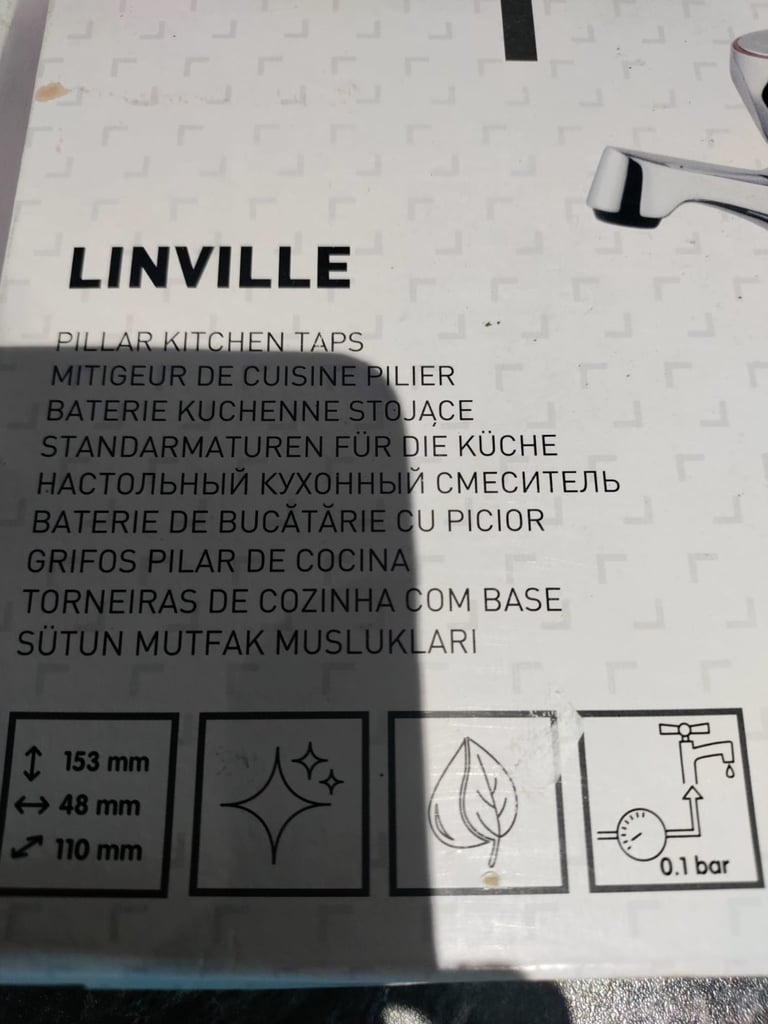 LINVILLE
PILLAR KITCHEN TAPS
MITIGEUR DE CUISINE PILIER
BATERIE KUCHENNE STOJĄCE
STANDARMATUREN FÜR DIE KÜCHE
НАСТОЛЬНЫЙ КУХОННЫЙ СМЕСИТЕЛЬ
BATERIE DE BUCĂTĂRIE CU PICIOR
GRIFOS PILAR DE COCINA
TORNEIRAS DE COZINHA COM BASE
SÜTUN MUTFAK MUSLUKLARI
153 mm
48 mm
110 mm
0.1 bar